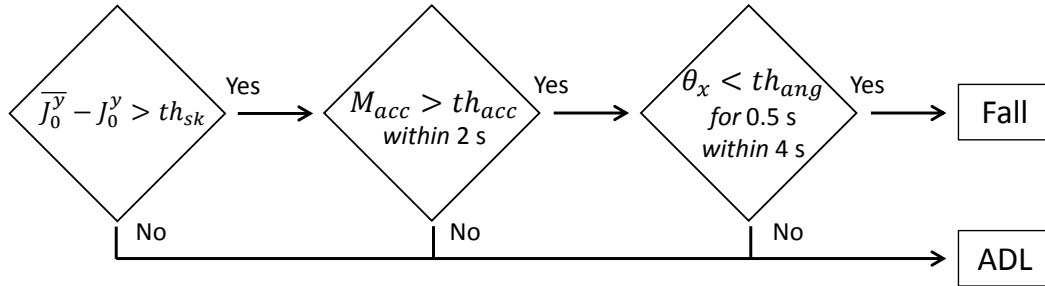 $\overline{J_0^y} - J_0^y > th_{sk}$
Yes
$M_{acc} > th_{acc}$
within 2 s
Yes
$\theta_x < th_{ang}$
for 0.5 s
within 4 s
Yes
Fall
No
No
No
ADL